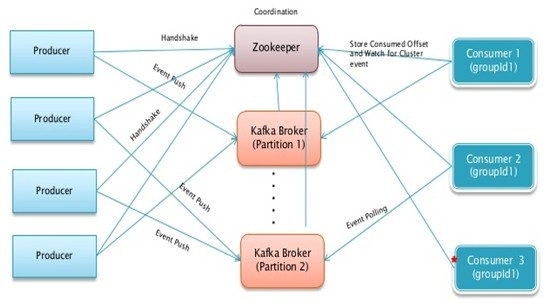 Coordination
Producer
Handshake
Zookeeper
Store Consumed Offset
and Watch for Cluster
event
Consumer 1
(groupId1)
Event Push
Producer
Handshake
Kafka Broker
(Partition 1)
Consumer 2
(groupId1)
Producer
Event Push
Event Polling
Producer
Event Push
Kafka Broker
(Partition 2)
Consumer 3
(groupId1)